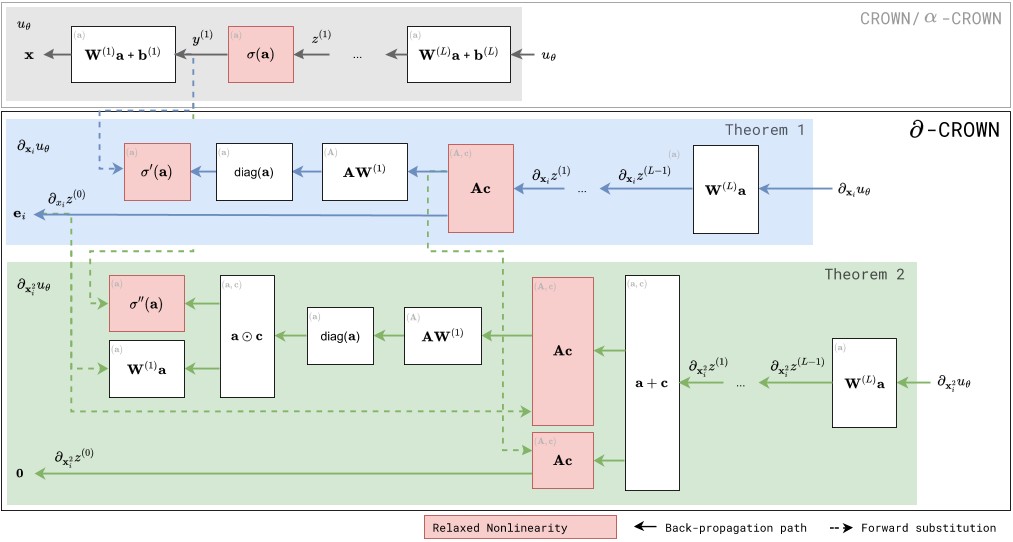 CROWN/α-CROWN
u_θ
x
(a)
W^(1)a + b^(1)
y^(1)
(a)
σ(a)
z^(1)
...
(a)
W^(L)a + b^(L)
u_θ
∂-CROWN
Theorem 1
∂_{x_i}u_θ
(a)
σ′(a)
(a)
diag(a)
(A)
AW^(1)
(A, c)
Ac
∂_{x_i}z^(1)
...
∂_{x_i}z^(L−1)
(a)
W^(L)a
∂_{x_i}u_θ
∂_{x_i}z^(0)
e_i
Theorem 2
∂_{x_i^2}u_θ
(a)
σ″(a)
(a)
W^(1)a
(a, c)
a ⊙ c
(a)
diag(a)
(A)
AW^(1)
(A, c)
Ac
(A, c)
Ac
(a, c)
a + c
∂_{x_i^2}z^(1)
...
∂_{x_i^2}z^(L−1)
(a)
W^(L)a
∂_{x_i^2}u_θ
∂_{x_i^2}z^(0)
0
Relaxed Nonlinearity
Back-propagation path
Forward substitution